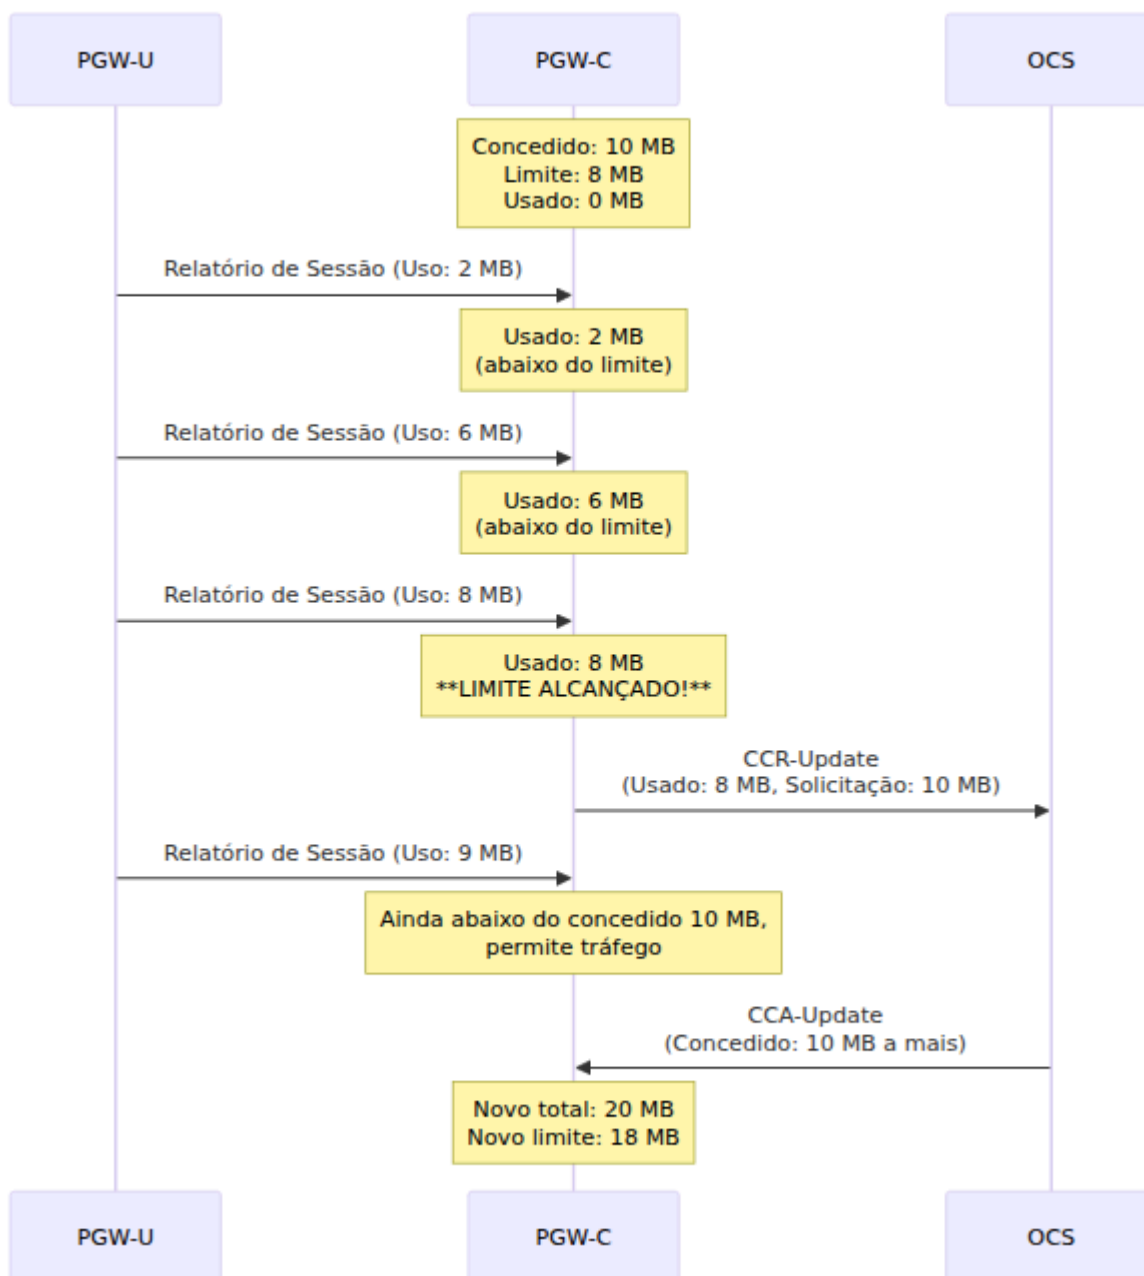 PGW-U
PGW-C
OCS
Concedido: 10 MB
Limite: 8 MB
Usado: 0 MB
Relatório de Sessão (Uso: 2 MB)
Usado: 2 MB
(abaixo do limite)
Relatório de Sessão (Uso: 6 MB)
Usado: 6 MB
(abaixo do limite)
Relatório de Sessão (Uso: 8 MB)
Usado: 8 MB
**LIMITE ALCANÇADO!**
CCR-Update
(Usado: 8 MB, Solicitação: 10 MB)
Relatório de Sessão (Uso: 9 MB)
Ainda abaixo do concedido 10 MB,
permite tráfego
CCA-Update
(Concedido: 10 MB a mais)
Novo total: 20 MB
Novo limite: 18 MB
PGW-U
PGW-C
OCS